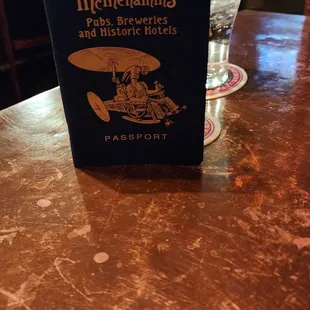 McMenamins
Pubs, Breweries
and Historic Hotels
PASSPORT